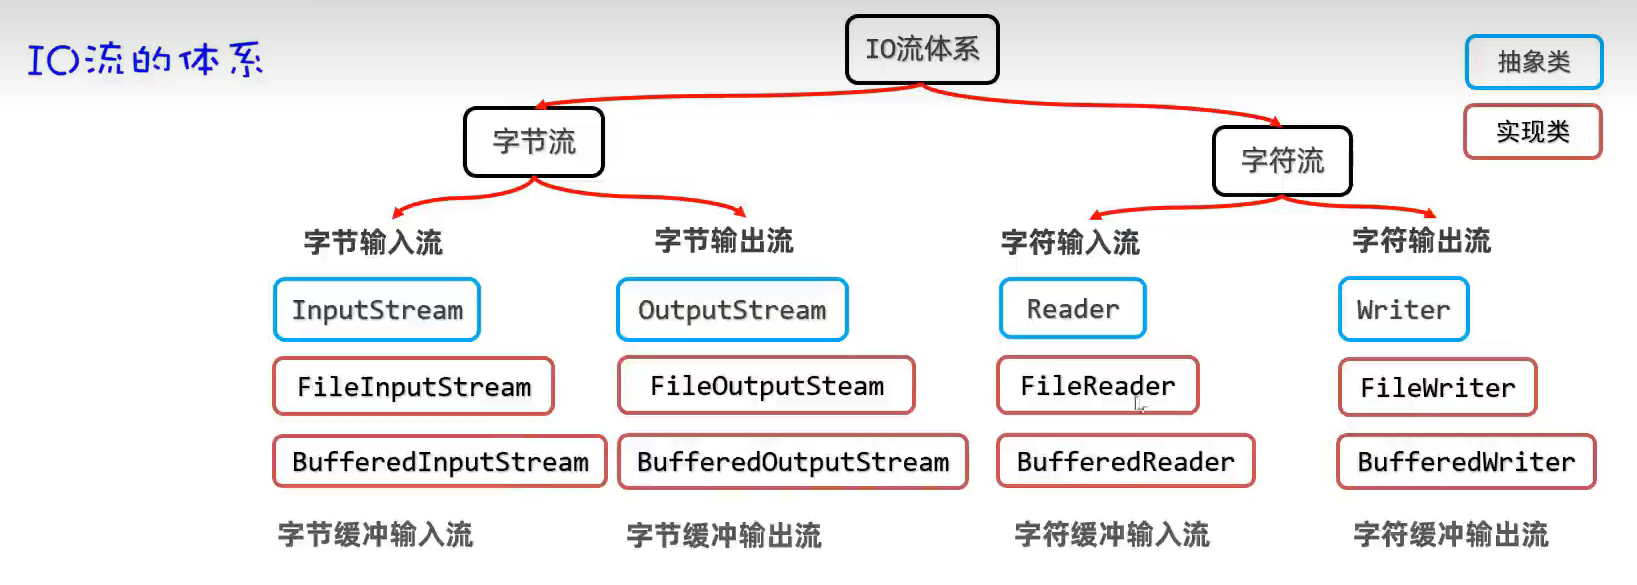 IO流的体系
IO流体系
抽象类
实现类
字节流
字符流
字节输入流
字节输出流
字符输入流
字符输出流
InputStream
OutputStream
Reader
Writer
FileInputStream
FileOutputSteam
FileReader
FileWriter
BufferedInputStream
BufferedOutputStream
BufferedReader
BufferedWriter
字节缓冲输入流
字节缓冲输出流
字符缓冲输入流
字符缓冲输出流